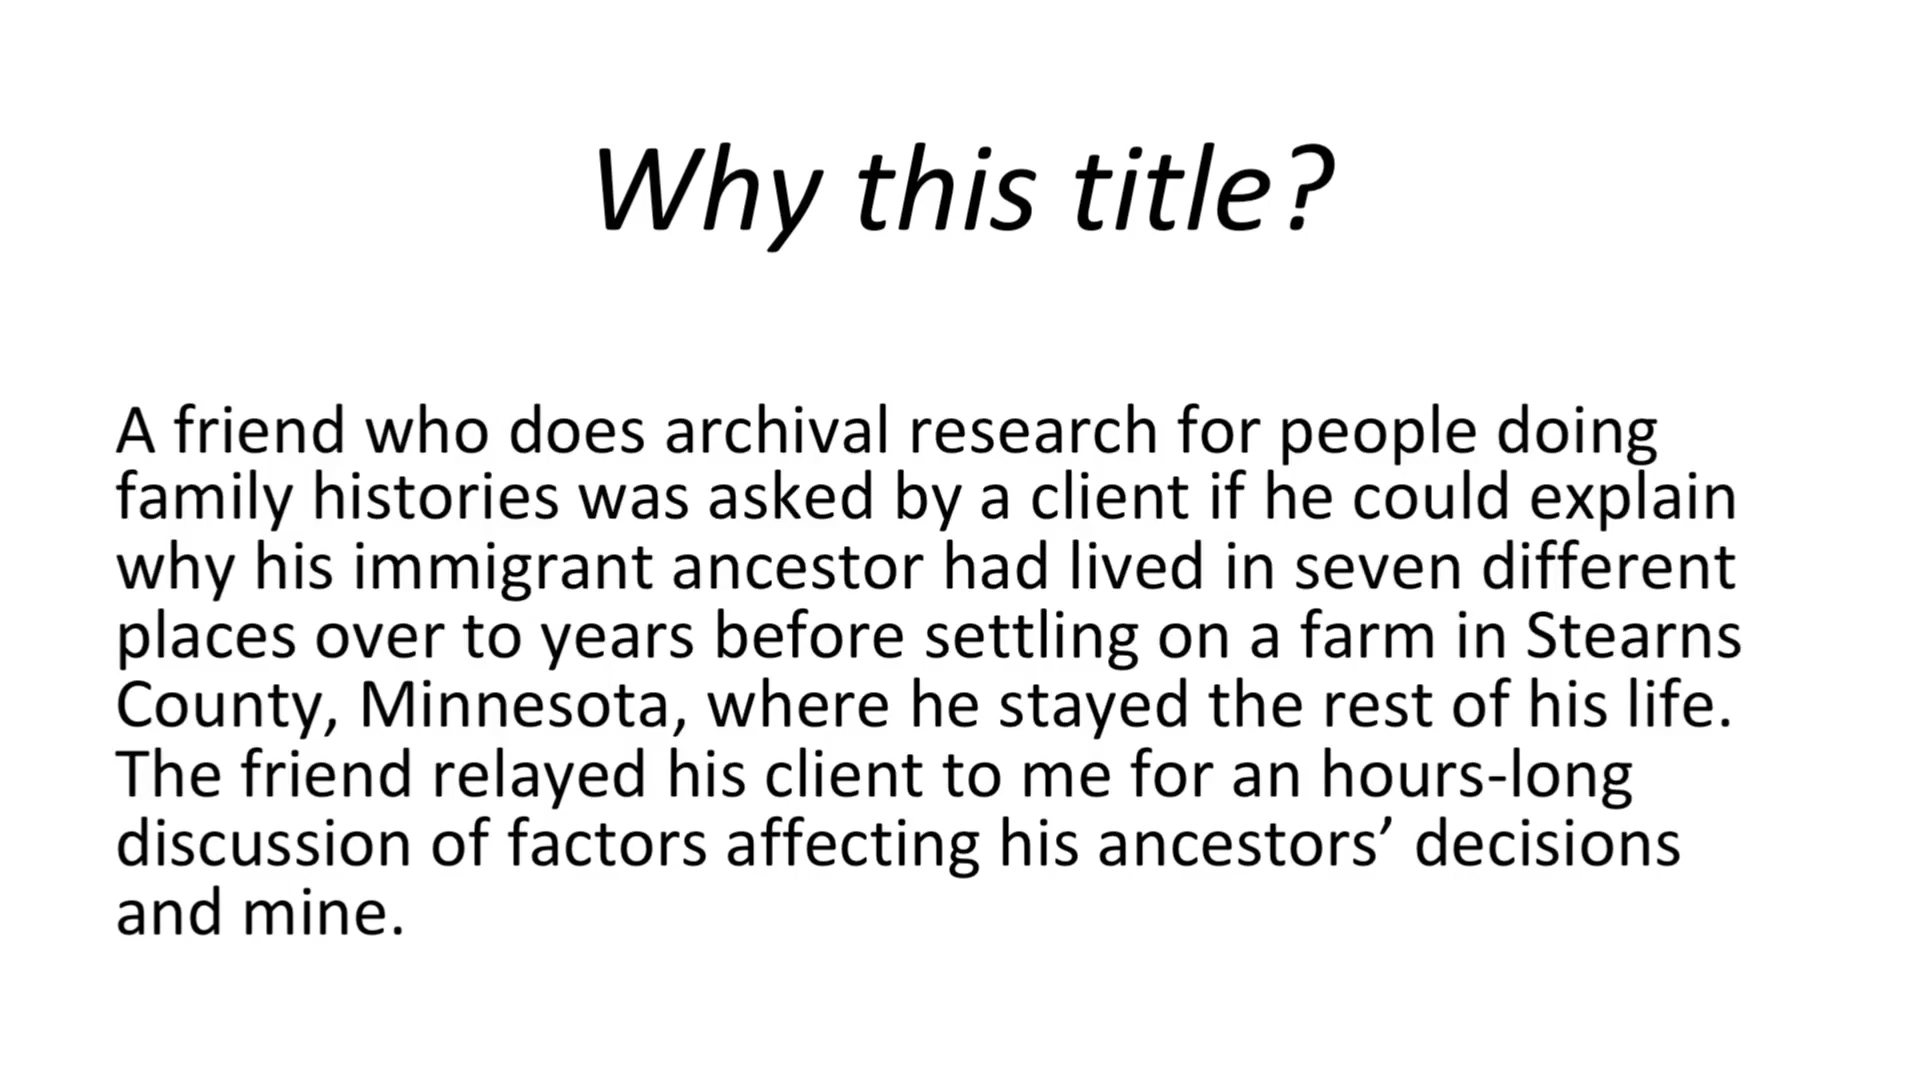 Why this title?
A friend who does archival research for people doing
family histories was asked by a client if he could explain
why his immigrant ancestor had lived in seven different
places over to years before settling on a farm in Stearns
County, Minnesota, where he stayed the rest of his life.
The friend relayed his client to me for an hours-long
discussion of factors affecting his ancestors’ decisions
and mine.